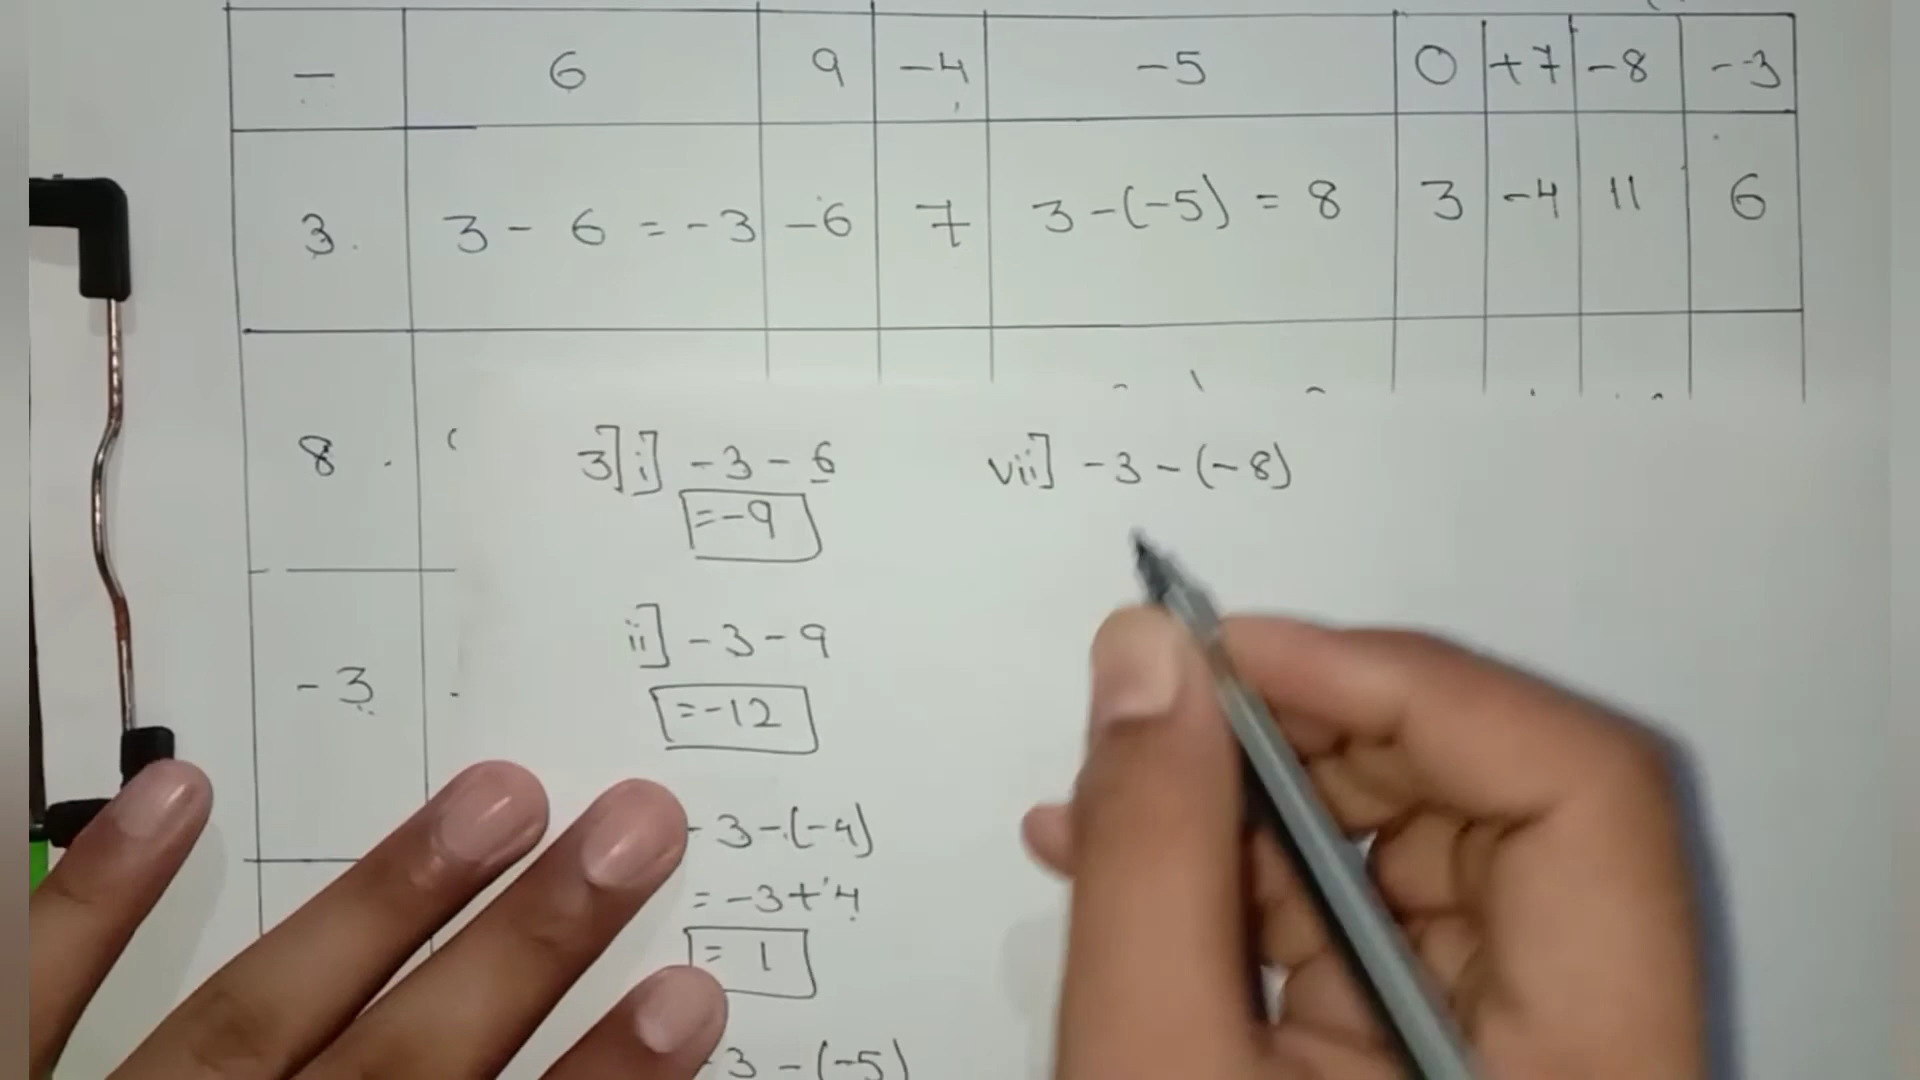 − 6 9 −4 −5 0 +7 −8 −3
3. 3 − 6 = −3 −6 7 3−(−5) = 8 3 −4 11 6
8.
−3
3] i] −3 − 6
= −9
ii] −3 − 9
= −12
− 3 −(−4)
= −3+4
= 1
3 − (−5)
vii] −3 − (−8)